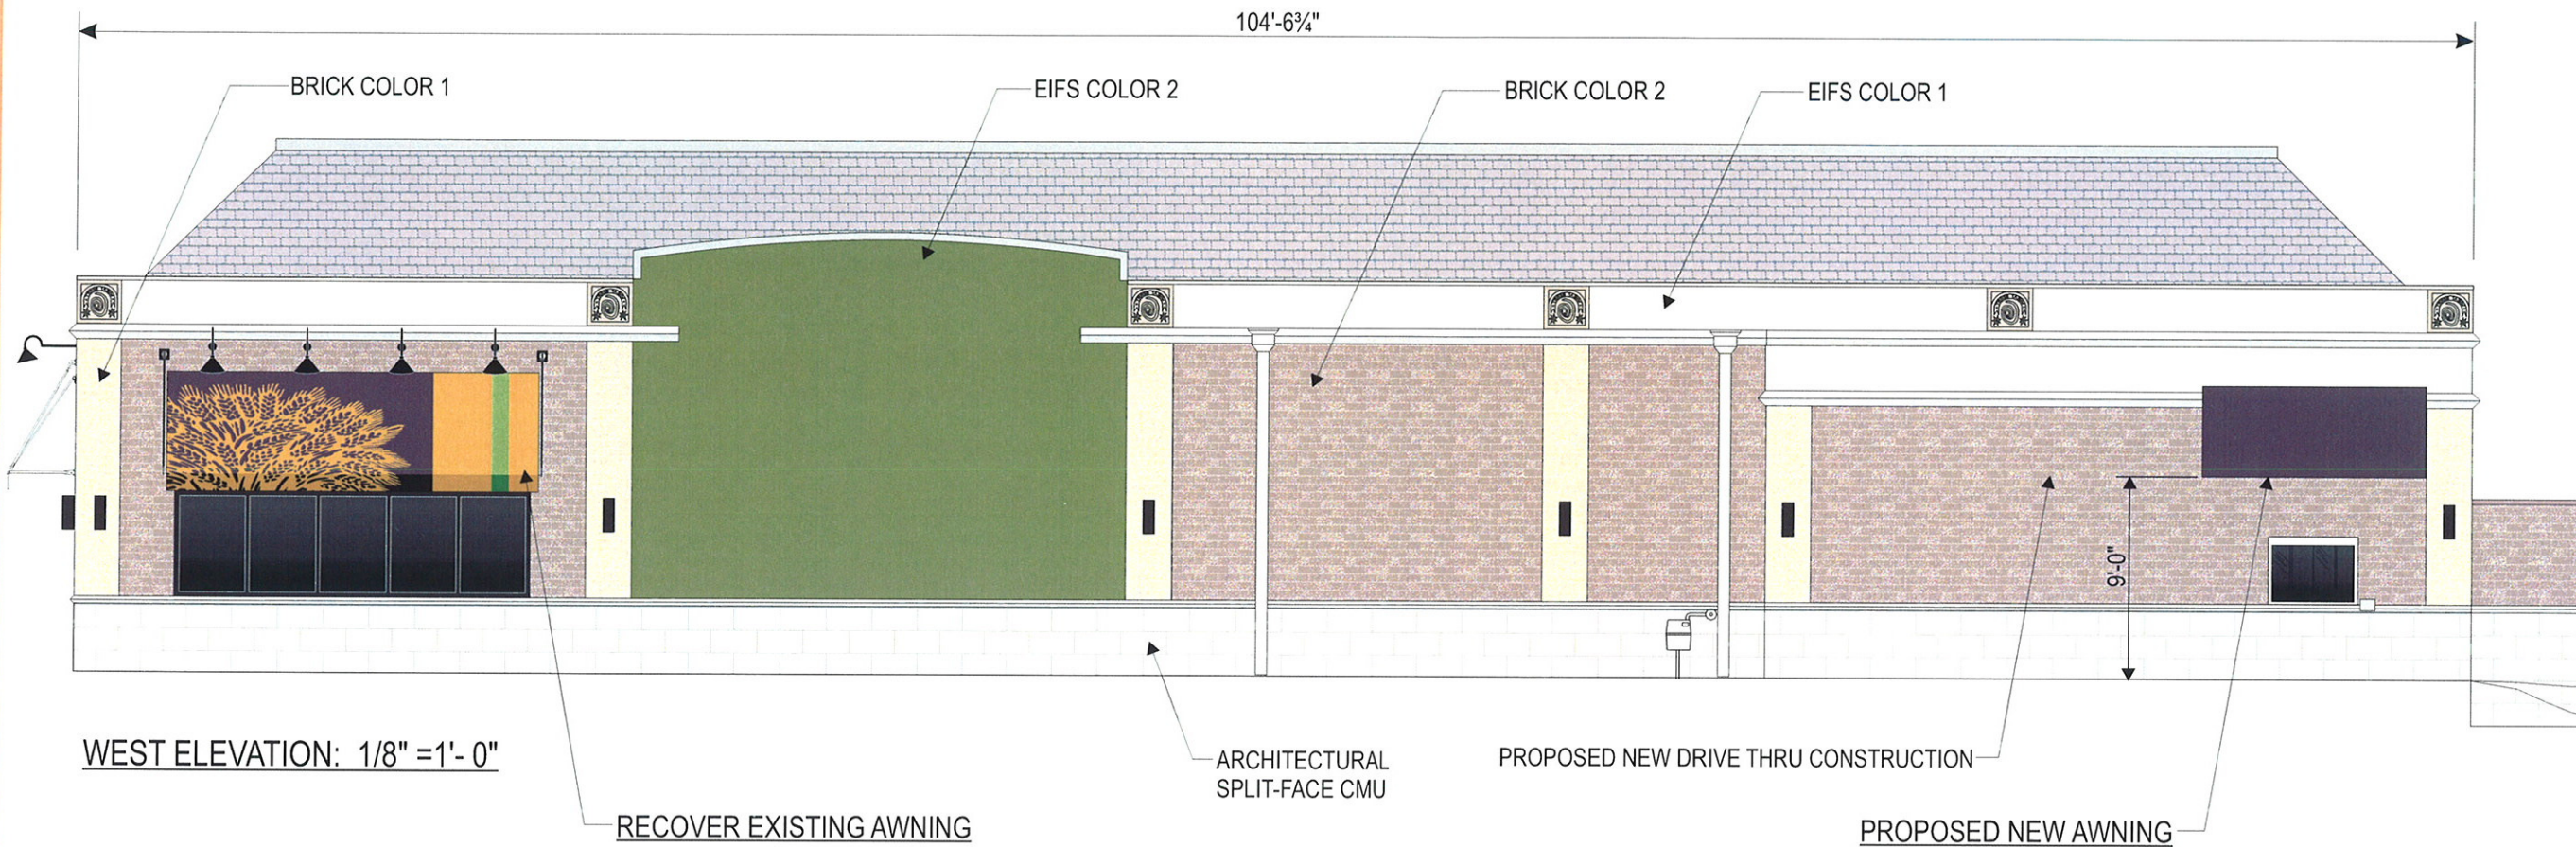 104'-6¾"
BRICK COLOR 1
EIFS COLOR 2
BRICK COLOR 2
EIFS COLOR 1
9'-0"
WEST ELEVATION: 1/8" =1'- 0"
ARCHITECTURAL
SPLIT-FACE CMU
PROPOSED NEW DRIVE THRU CONSTRUCTION
RECOVER EXISTING AWNING
PROPOSED NEW AWNING